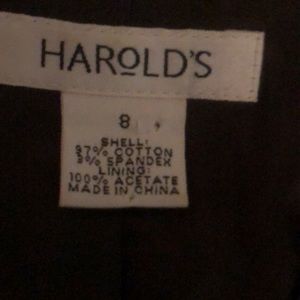 HAROLD'S
8
SHELL:
97% COTTON
3% SPANDEX
LINING:
100% ACETATE
MADE IN CHINA